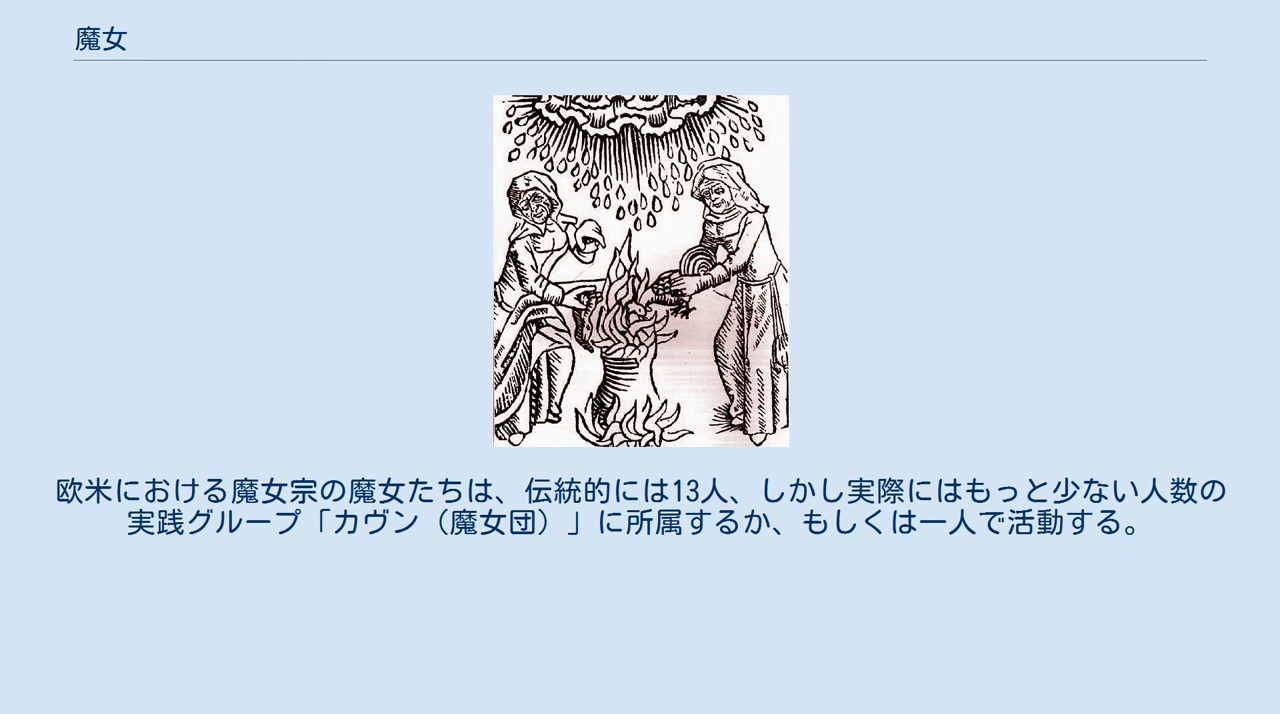 魔女
欧米における魔女宗の魔女たちは、伝統的には13人、しかし実際にはもっと少ない人数の
実践グループ「カヴン（魔女団）」に所属するか、もしくは一人で活動する。